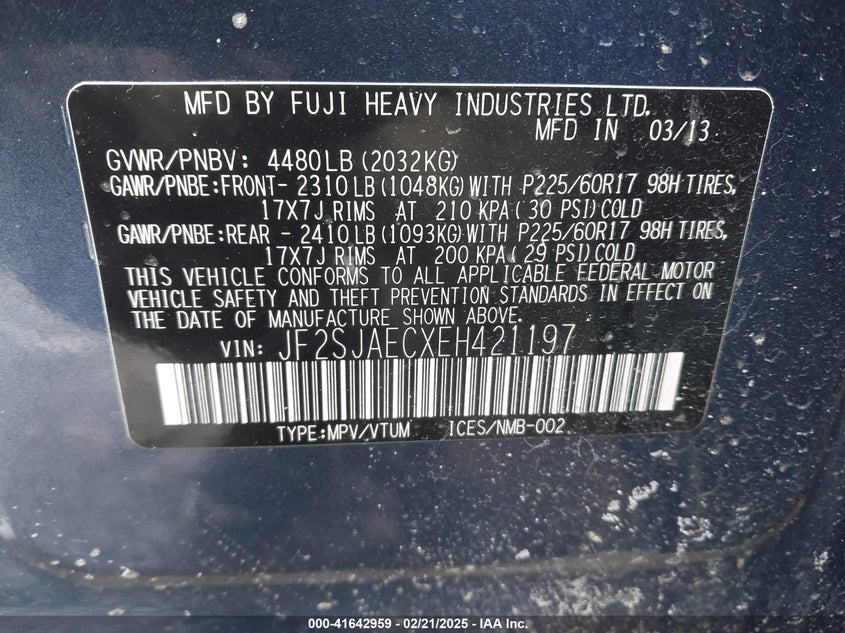 MFD BY FUJI HEAVY INDUSTRIES LTD.
MFD IN 03/13
GVWR/PNBV: 4480LB (2032KG)
GAWR/PNBE:FRONT- 2310LB (1048KG) WITH P225/60R17 98H TIRES,
17X7J RIMS AT 210 KPA( 30 PSI) COLD
GAWR/PNBE:REAR - 2410LB (1093KG) WITH P225/60R17 98H TIRES,
17X7J RIMS AT 200 KPA( 29 PSI) COLD
THIS VEHICLE CONFORMS TO ALL APPLICABLE FEDERAL MOTOR
VEHICLE SAFETY AND THEFT PREVENTION STANDARDS IN EFFECT ON
THE DATE OF MANUFACTURE SHOWN ABOVE.
VIN: JF2SJAECXEH421197
TYPE:MPV/VTUM ICES/NMB-002
000-41642959 - 02/21/2025 - IAA Inc.